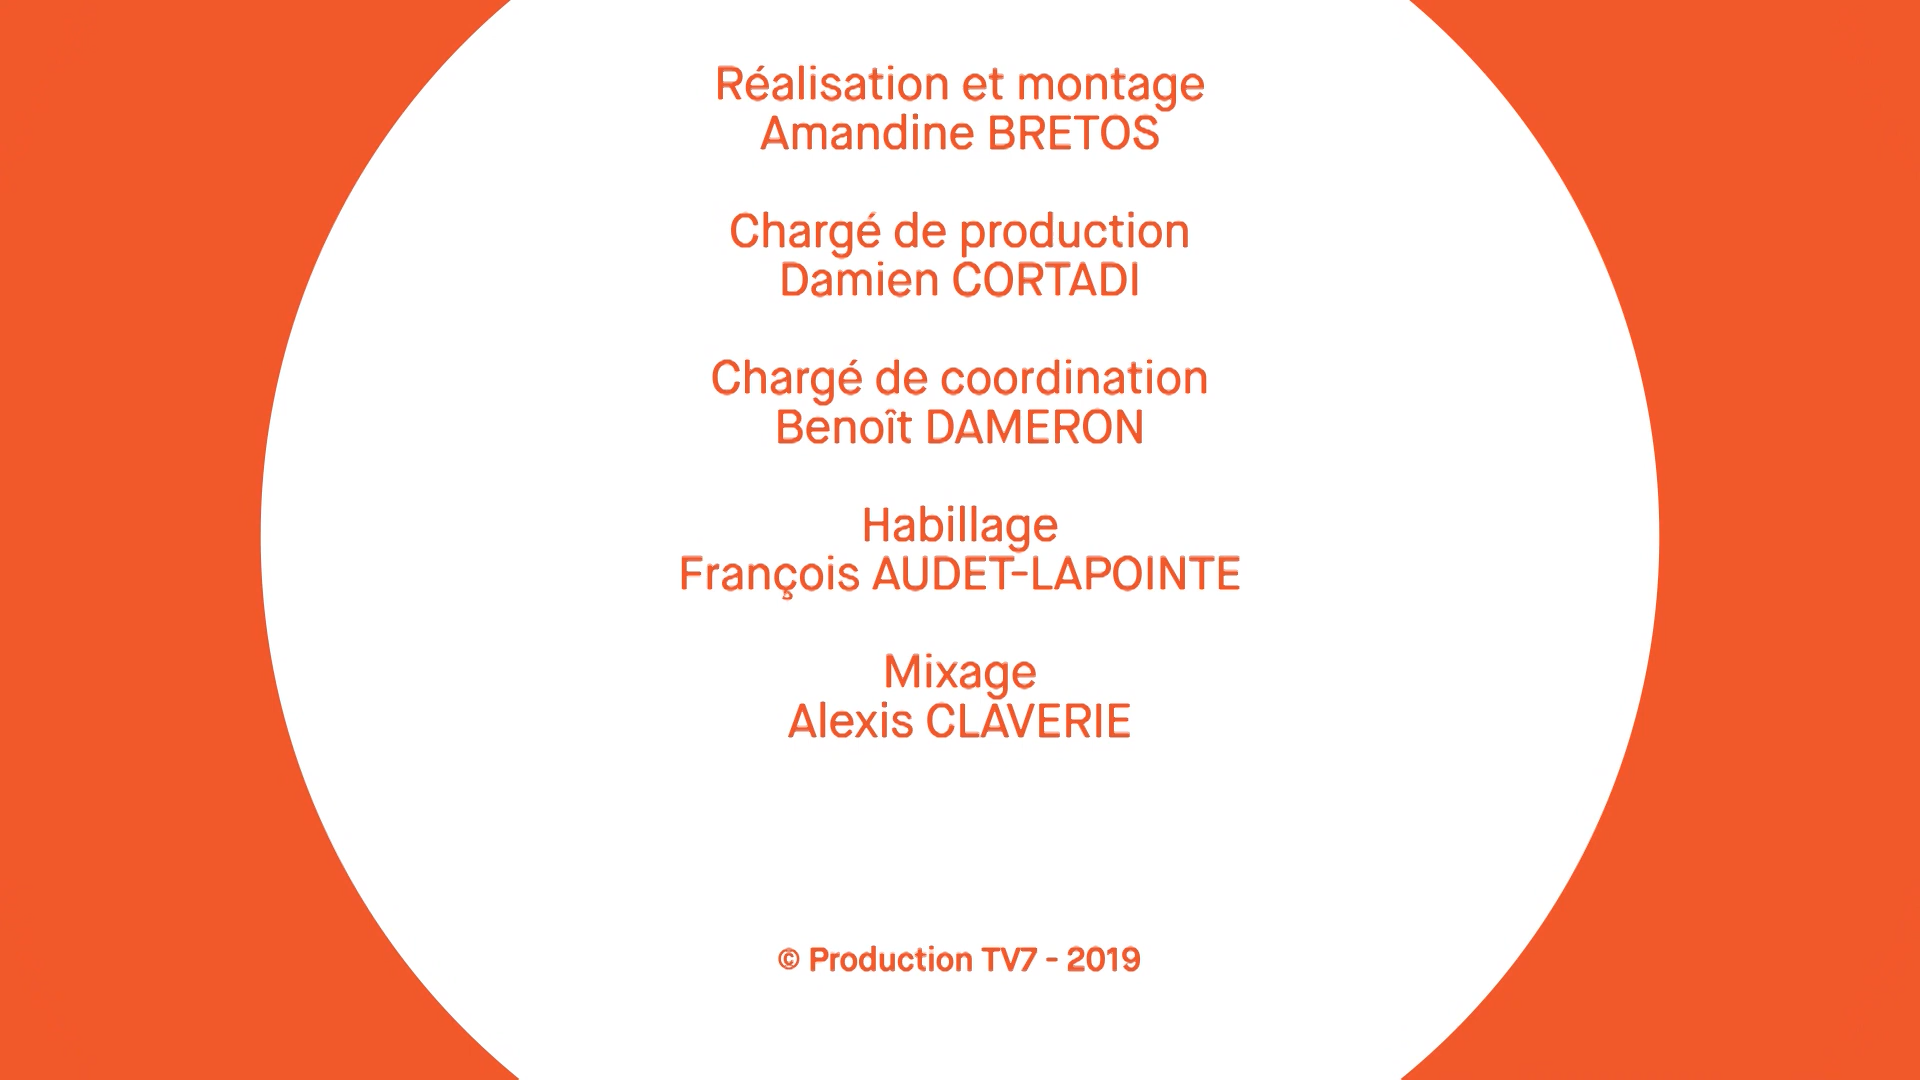 Réalisation et montage
Amandine BRETOS
Chargé de production
Damien CORTADI
Chargé de coordination
Benoît DAMERON
Habillage
François AUDET-LAPOINTE
Mixage
Alexis CLAVERIE
© Production TV7 - 2019